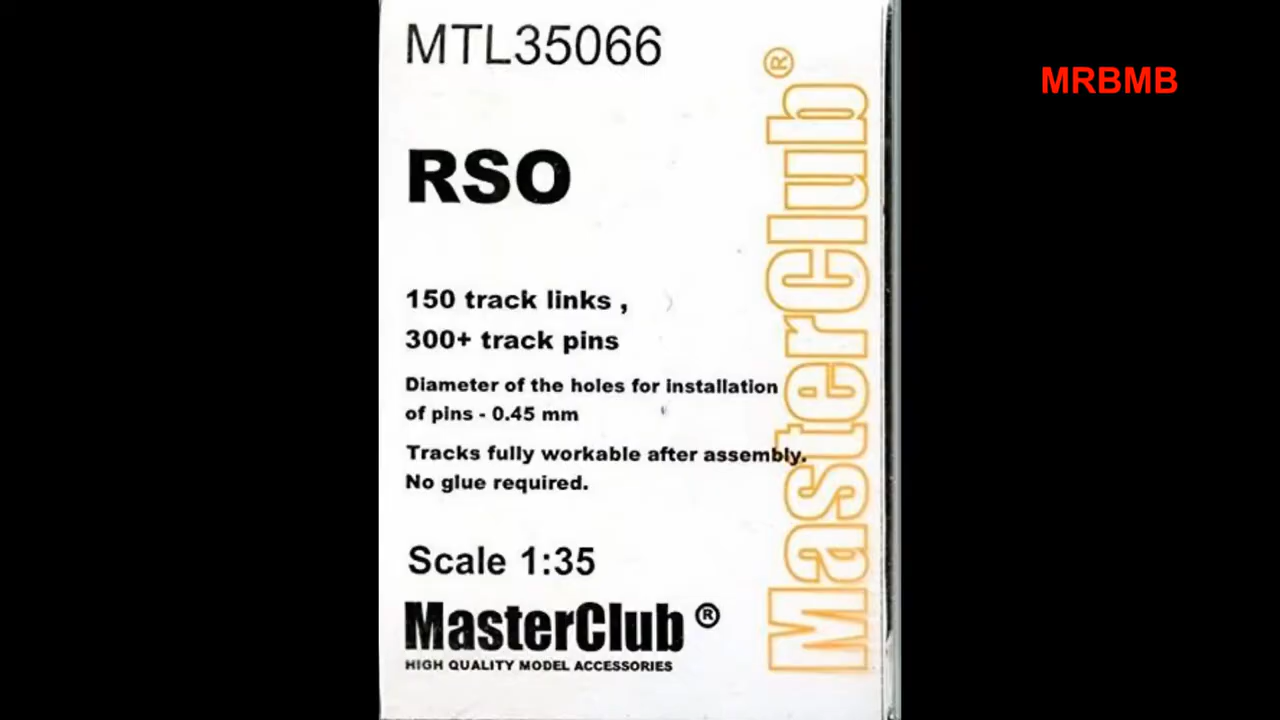 MTL35066
MRBMB
RSO
150 track links ,
300+ track pins
Diameter of the holes for installation
of pins - 0.45 mm
Tracks fully workable after assembly.
No glue required.
Scale 1:35
MasterClub ®
HIGH QUALITY MODEL ACCESSORIES
MasterClub®